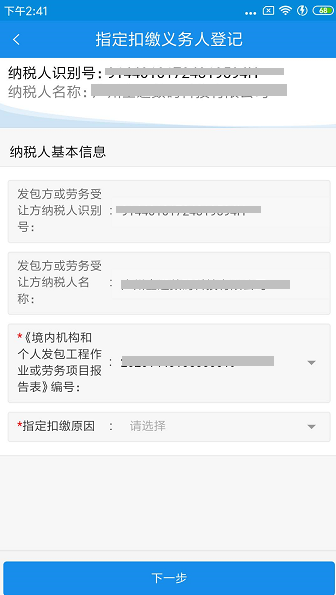 下午2:41
68
指定扣缴义务人登记
纳税人识别号:
纳税人名称:
纳税人基本信息
发包方或劳务受
让方纳税人识别
号:
发包方或劳务受
让方纳税人名
称:
*《境内机构和
个人发包工程作
业或劳务项目报
告表》编号:
*指定扣缴原因 : 请选择
下一步